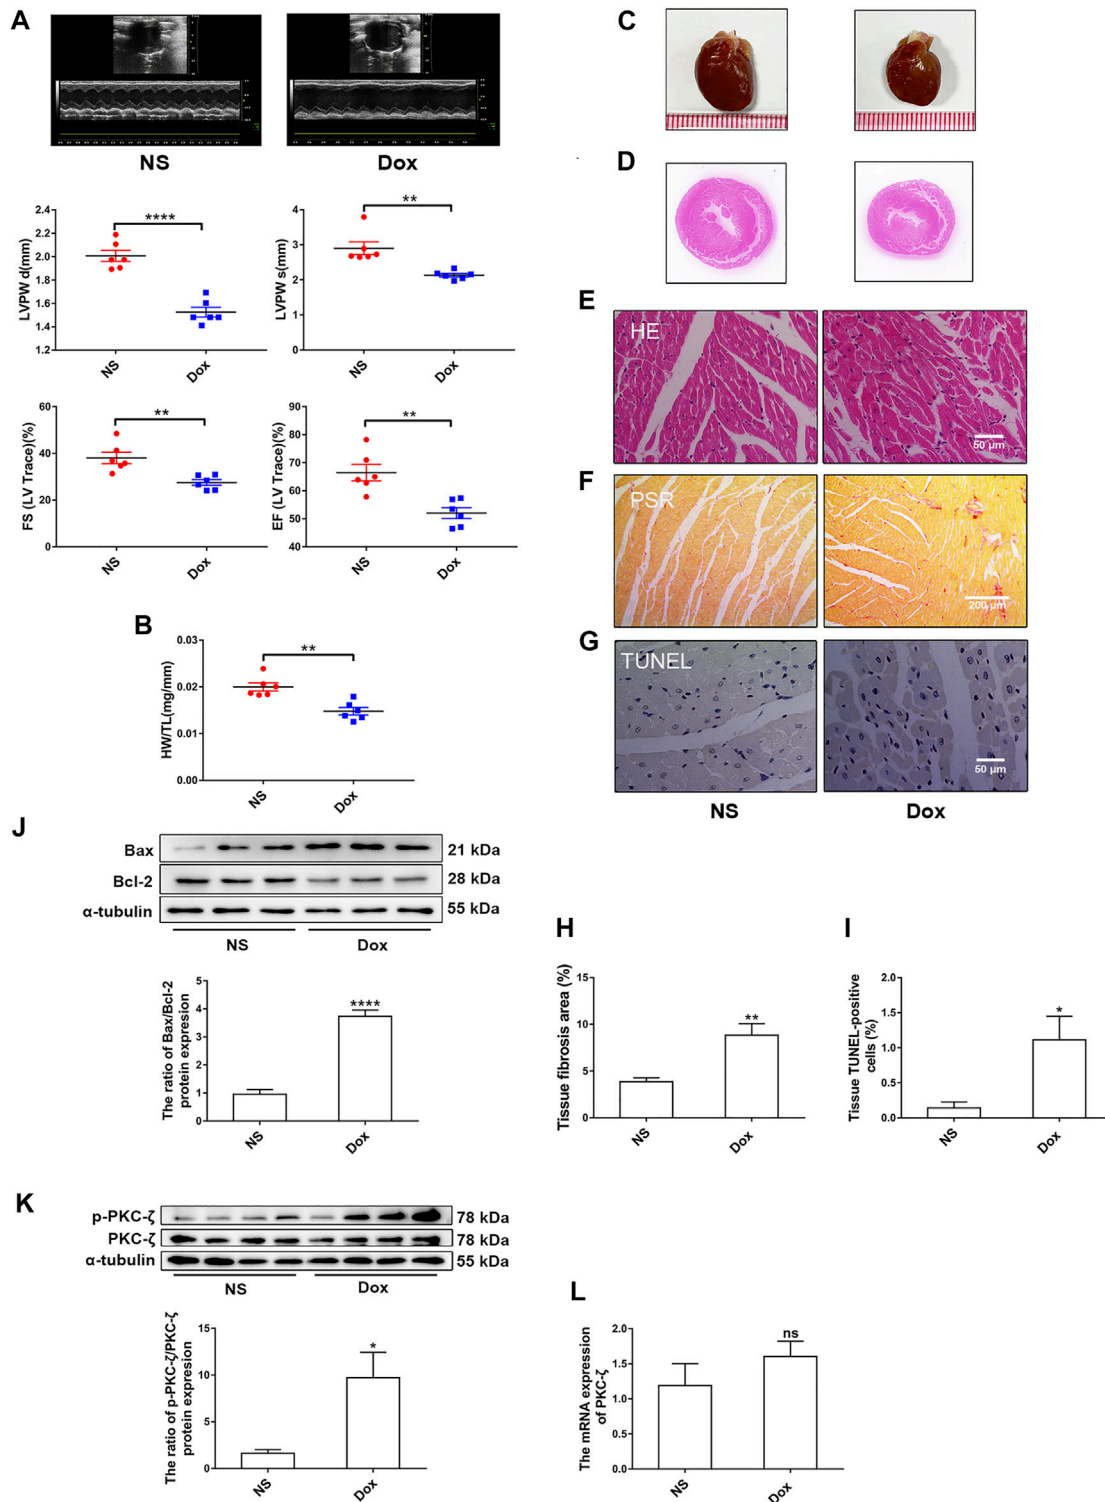 A
NS
Dox
LVPW d(mm)
2.4
2.2
2.0
1.8
1.6
1.4
1.2
****
NS
Dox
LVPW s(mm)
4
3
2
1
0
**
NS
Dox
FS (LV Trace)(%)
60
40
20
0
**
NS
Dox
EF (LV Trace)(%)
90
80
70
60
50
40
**
NS
Dox
B
HW/TL(mg/mm)
0.03
0.02
0.01
0.00
**
NS
Dox
C
D
E
HE
50 μm
F
PSR
200 μm
G
TUNEL
50 μm
NS
Dox
J
Bax
21 kDa
Bcl-2
28 kDa
α-tubulin
55 kDa
NS
Dox
The ratio of Bax/Bcl-2
protein expresion
5
4
3
2
1
0
****
NS
Dox
H
Tissue fibrosis area (%)
15
10
5
0
**
NS
Dox
I
Tissue TUNEL-positive
cells (%)
2.0
1.5
1.0
0.5
0.0
*
NS
Dox
K
p-PKC-ζ
78 kDa
PKC-ζ
78 kDa
α-tubulin
55 kDa
NS
Dox
The ratio of p-PKC-ζ/PKC-ζ
protein expression
15
10
5
0
*
NS
Dox
L
The mRNA expression
of PKC-ζ
2.0
1.5
1.0
0.5
0.0
ns
NS
Dox